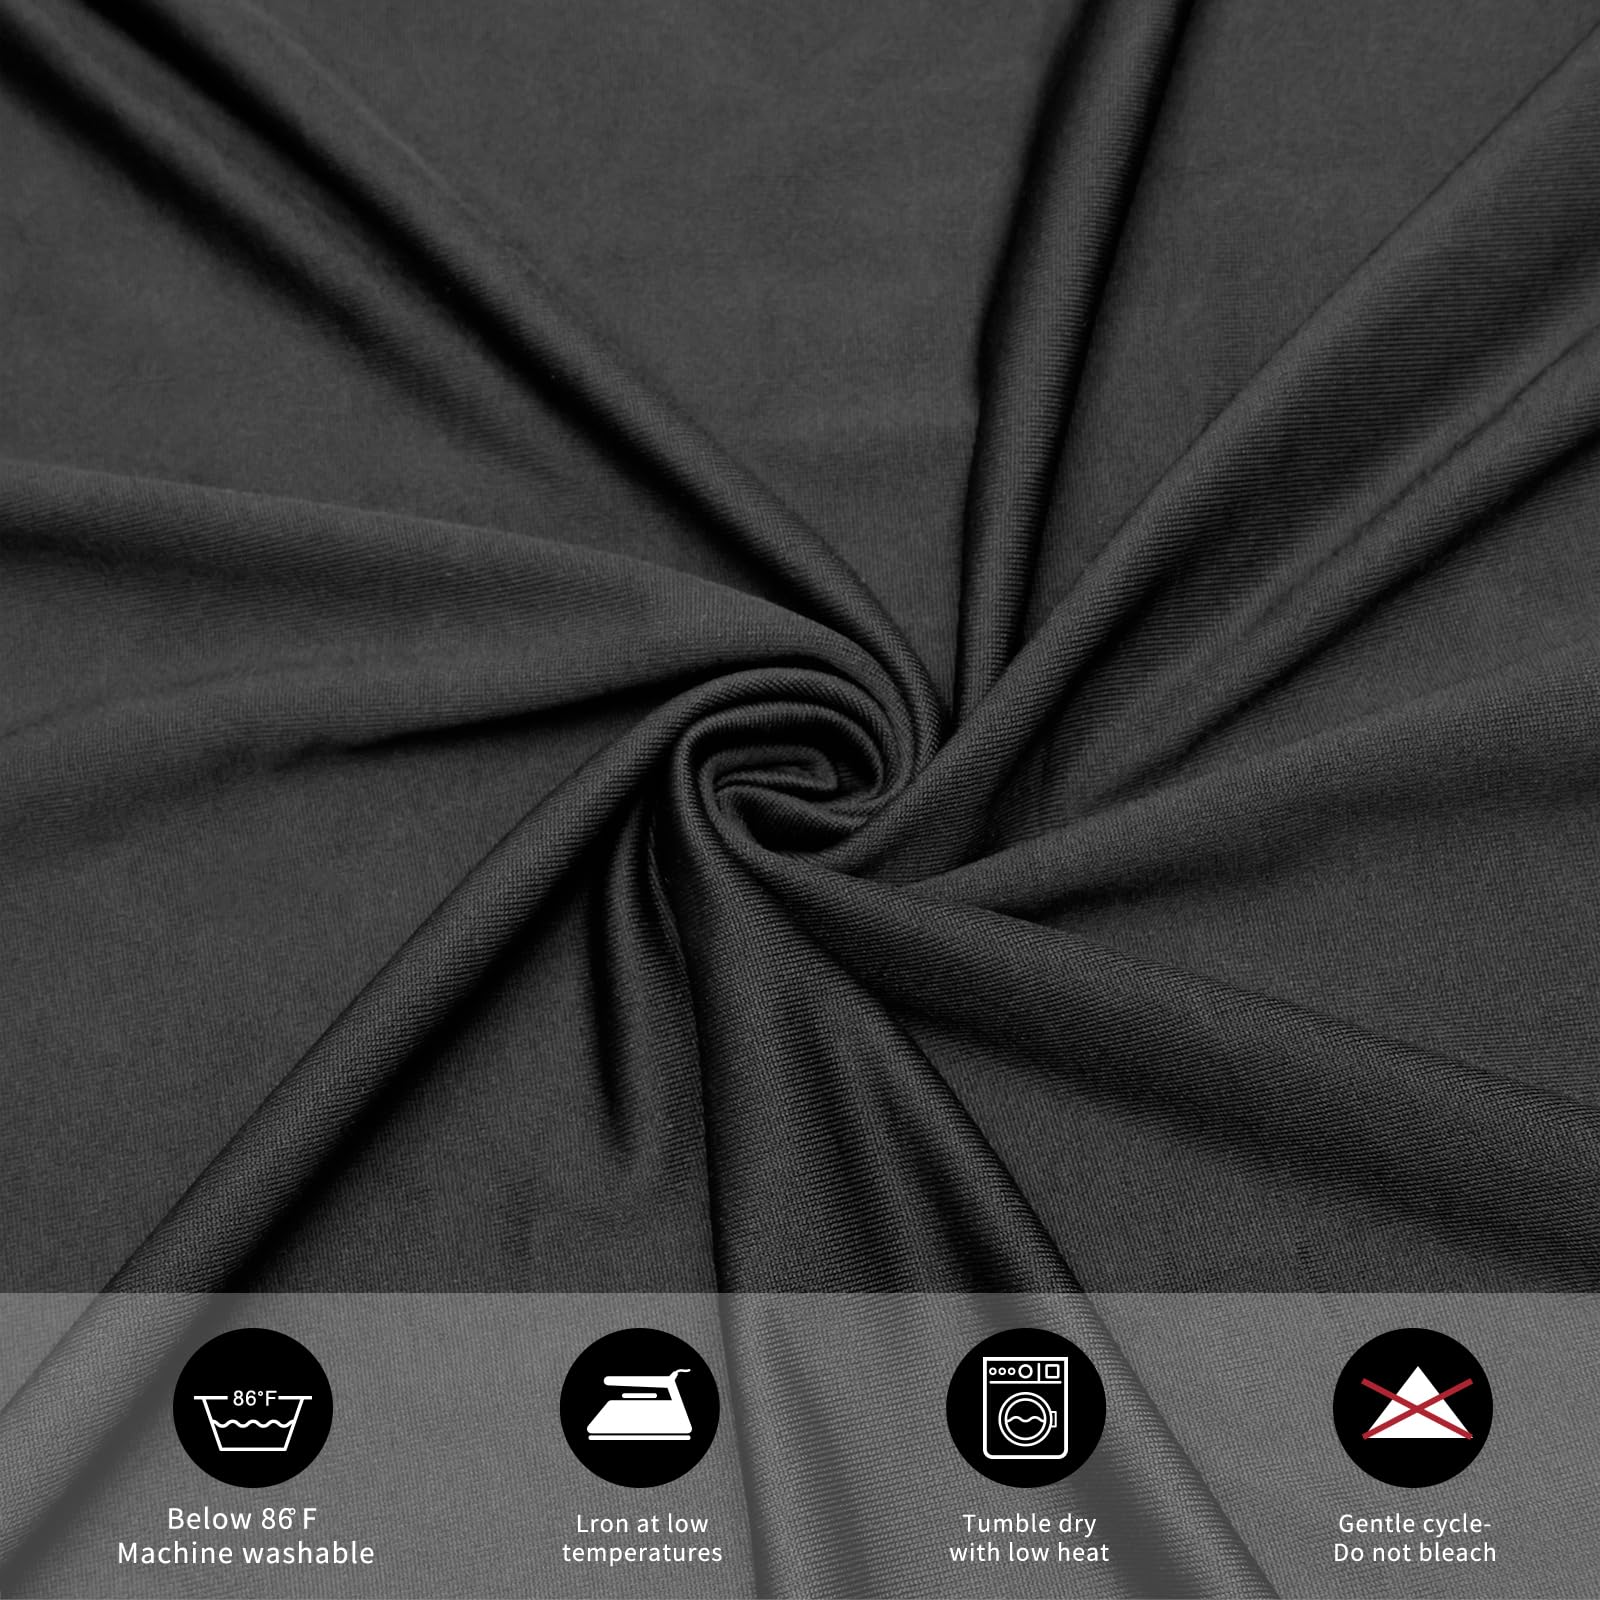 86°F
Below 86°F
Machine washable
Lron at low
temperatures
Tumble dry
with low heat
Gentle cycle-
Do not bleach